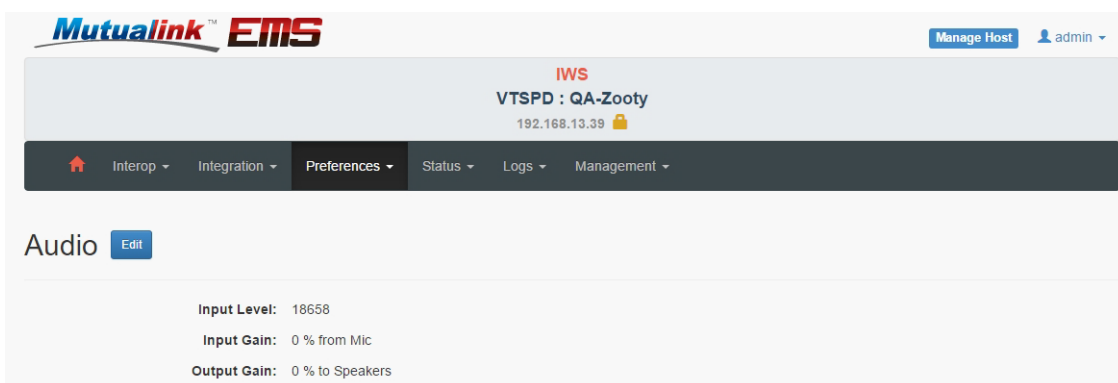 Mutualink™ EMS
Manage Host admin
IWS
VTSPD : QA-Zooty
192.168.13.39
Interop Integration Preferences Status Logs Management
Audio Edit
Input Level: 18658
Input Gain: 0 % from Mic
Output Gain: 0 % to Speakers